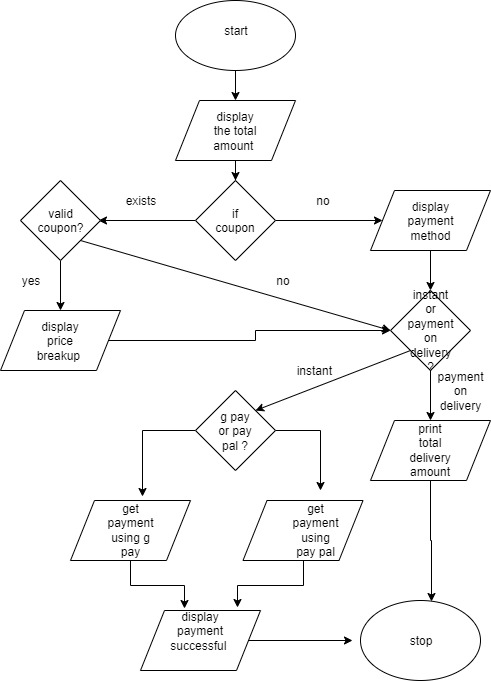 start
display
the total
amount
exists
if
coupon
no
valid
coupon?
display
payment
method
yes
no
instant
or
payment
on
delivery
?
display
price
breakup
instant
payment
on
delivery
g pay
or pay
pal ?
print
total
delivery
amount
get
payment
using g
pay
get
payment
using
pay pal
display
payment
successful
stop